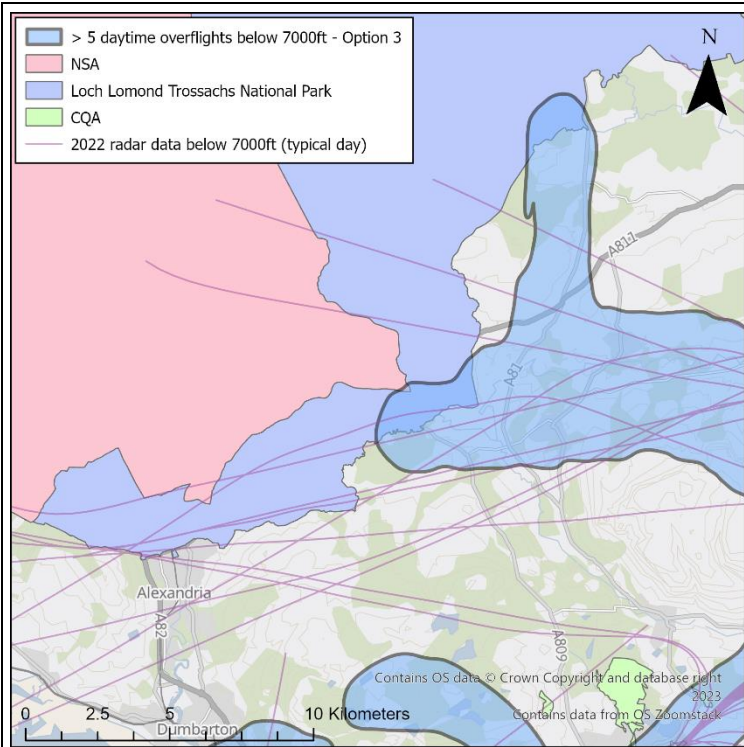 > 5 daytime overflights below 7000ft - Option 3
NSA
Loch Lomond Trossachs National Park
CQA
2022 radar data below 7000ft (typical day)
N
A811
A81
Alexandria
A82
A809
Dumbarton
Contains OS data © Crown Copyright and database right
2023
Contains data from OS Zoomstack
0 2.5 5 10 Kilometers